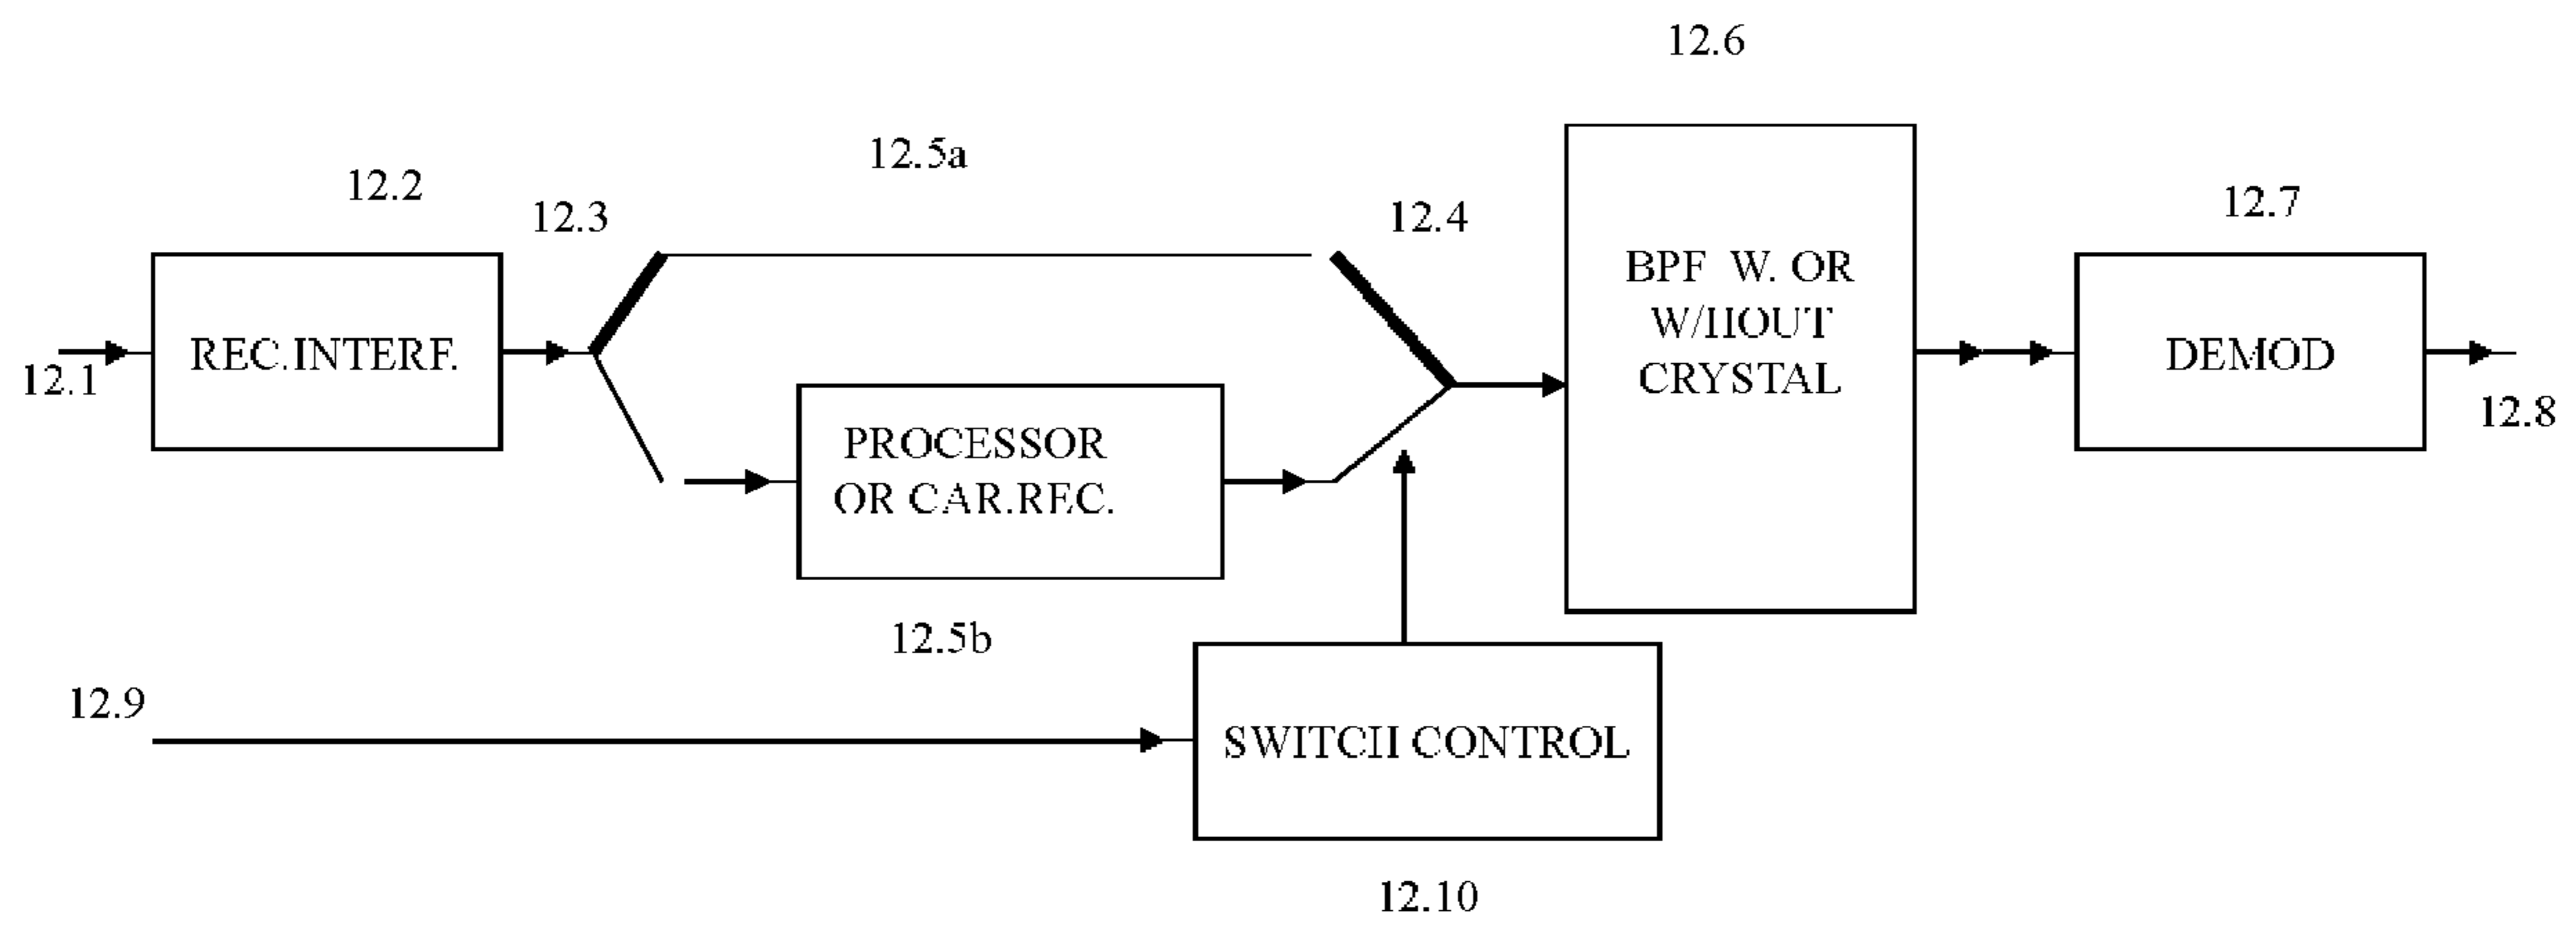 12.6
12.5a
12.2
12.3
12.4
12.7
REC.INTERF.
BPF W. OR
W/HOUT
CRYSTAL
DEMOD
12.1
12.8
PROCESSOR
OR CAR.REC.
12.5b
12.9
SWITCH CONTROL
12.10